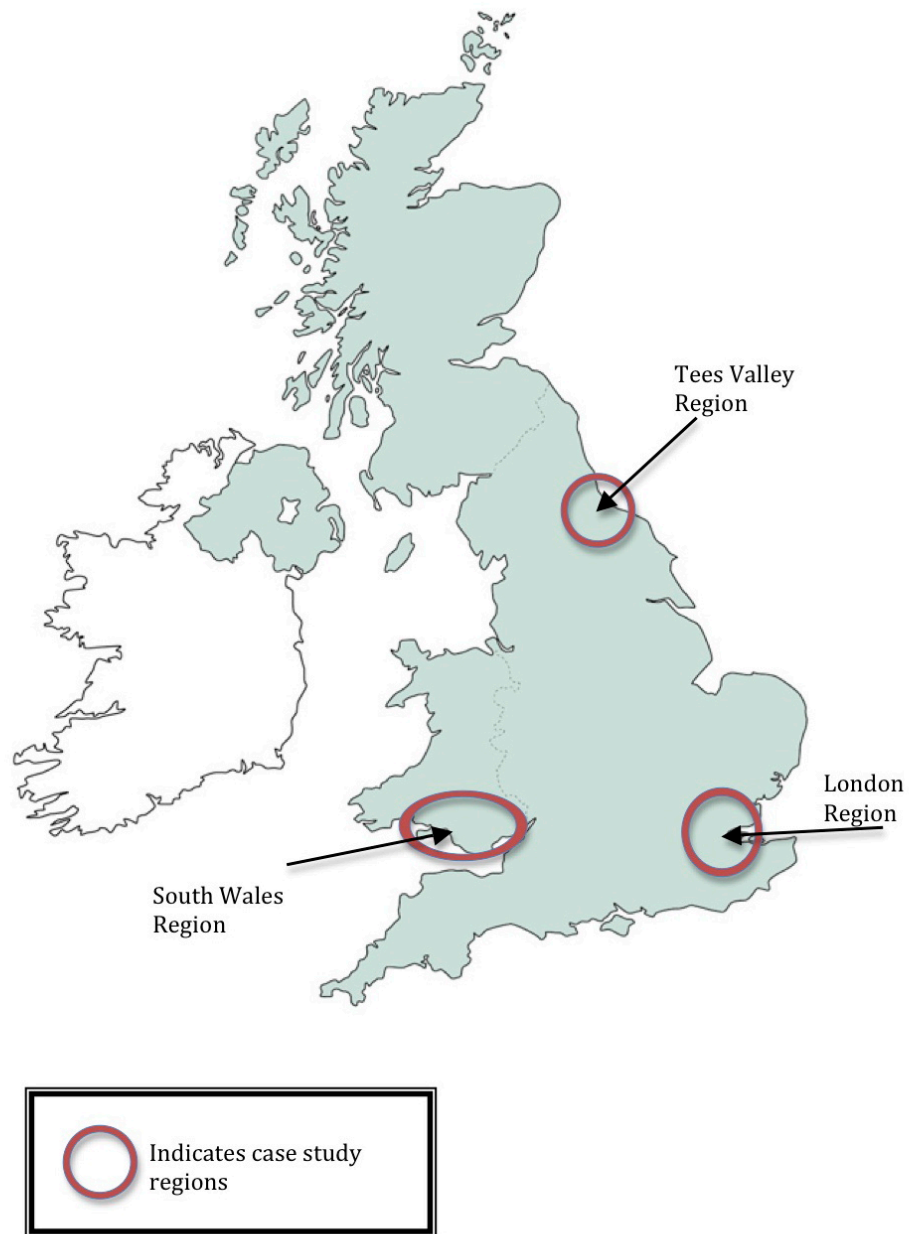 Tees Valley
Region
London
Region
South Wales
Region
Indicates case study
regions